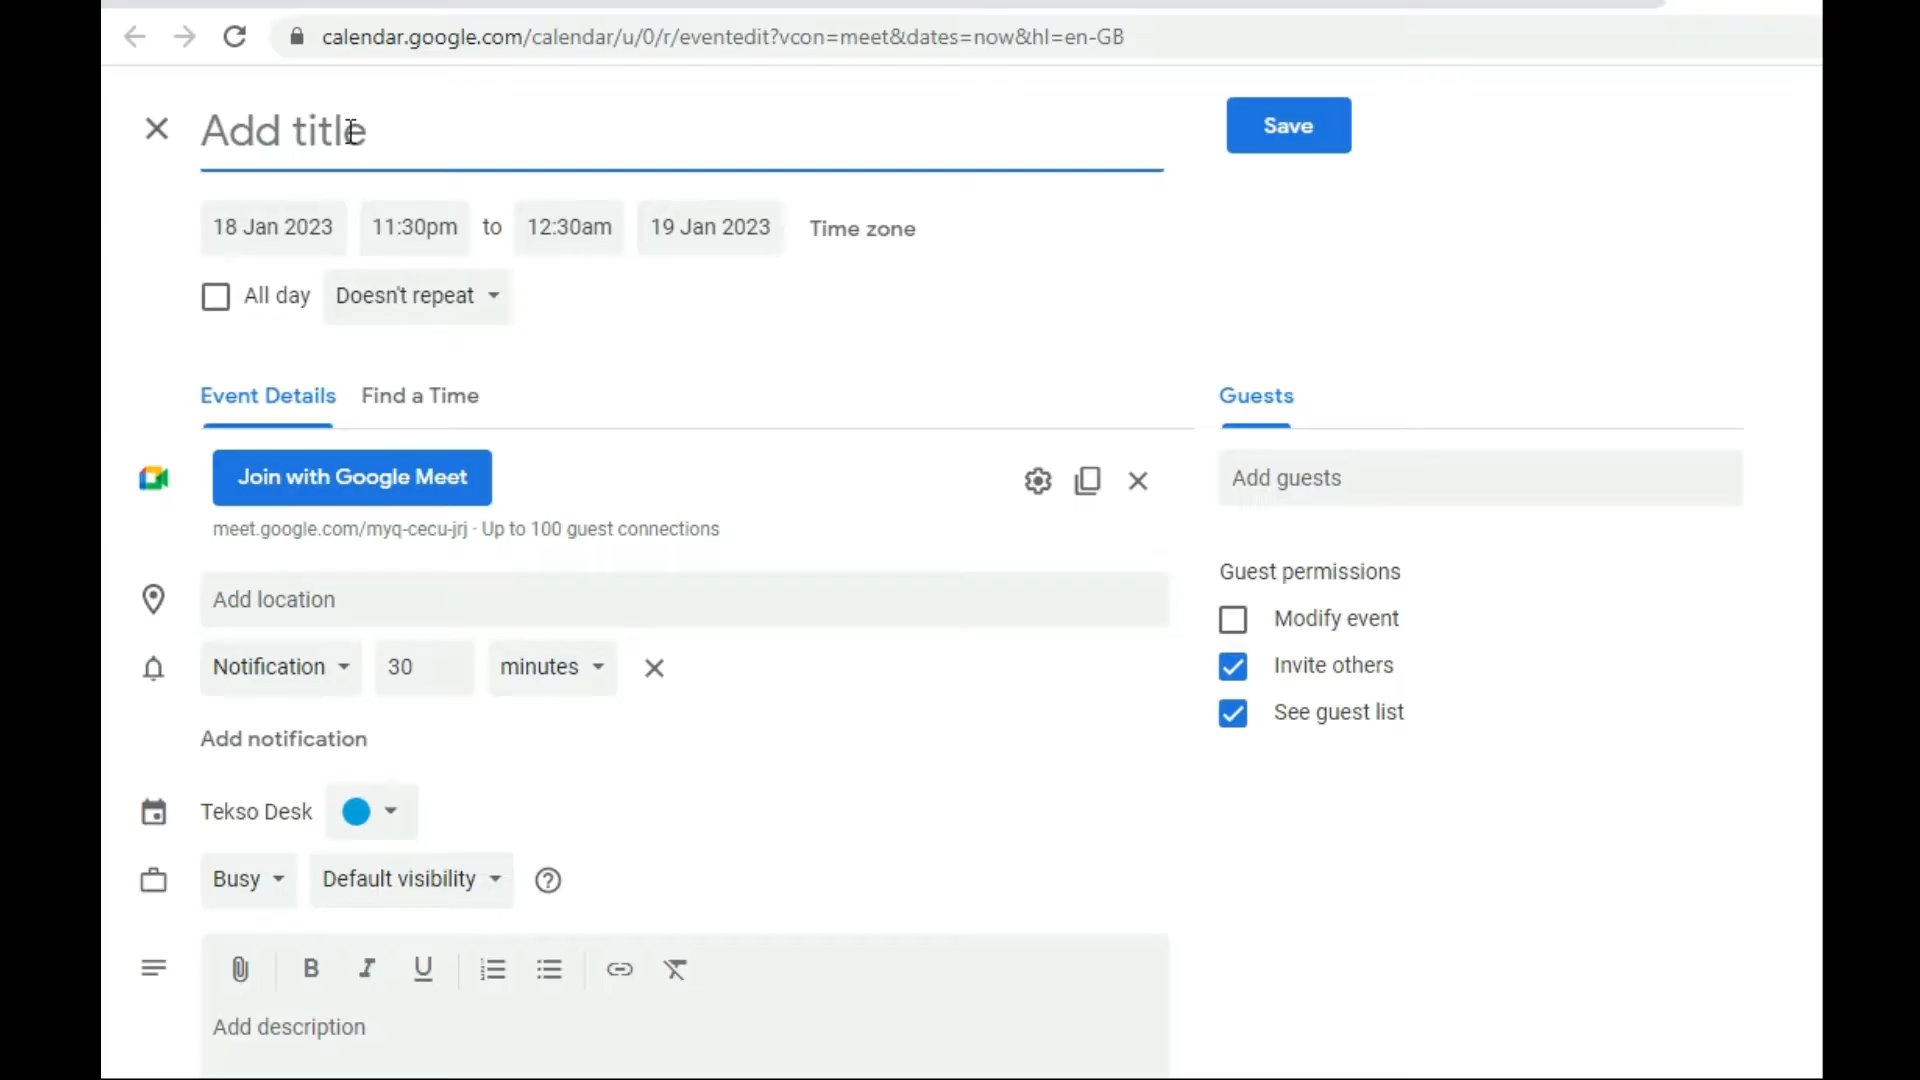 calendar.google.com/calendar/u/0/r/eventedit?vcon=meet&dates=now&hl=en-GB
Add title
Save
18 Jan 2023 11:30pm to 12:30am 19 Jan 2023 Time zone
All day Doesn't repeat
Event Details Find a Time
Guests
Join with Google Meet
Add guests
meet.google.com/myq-cecu-jrj · Up to 100 guest connections
Guest permissions
Add location
Modify event
Notification 30 minutes
Invite others
See guest list
Add notification
Tekso Desk
Busy Default visibility
B I U
Add description